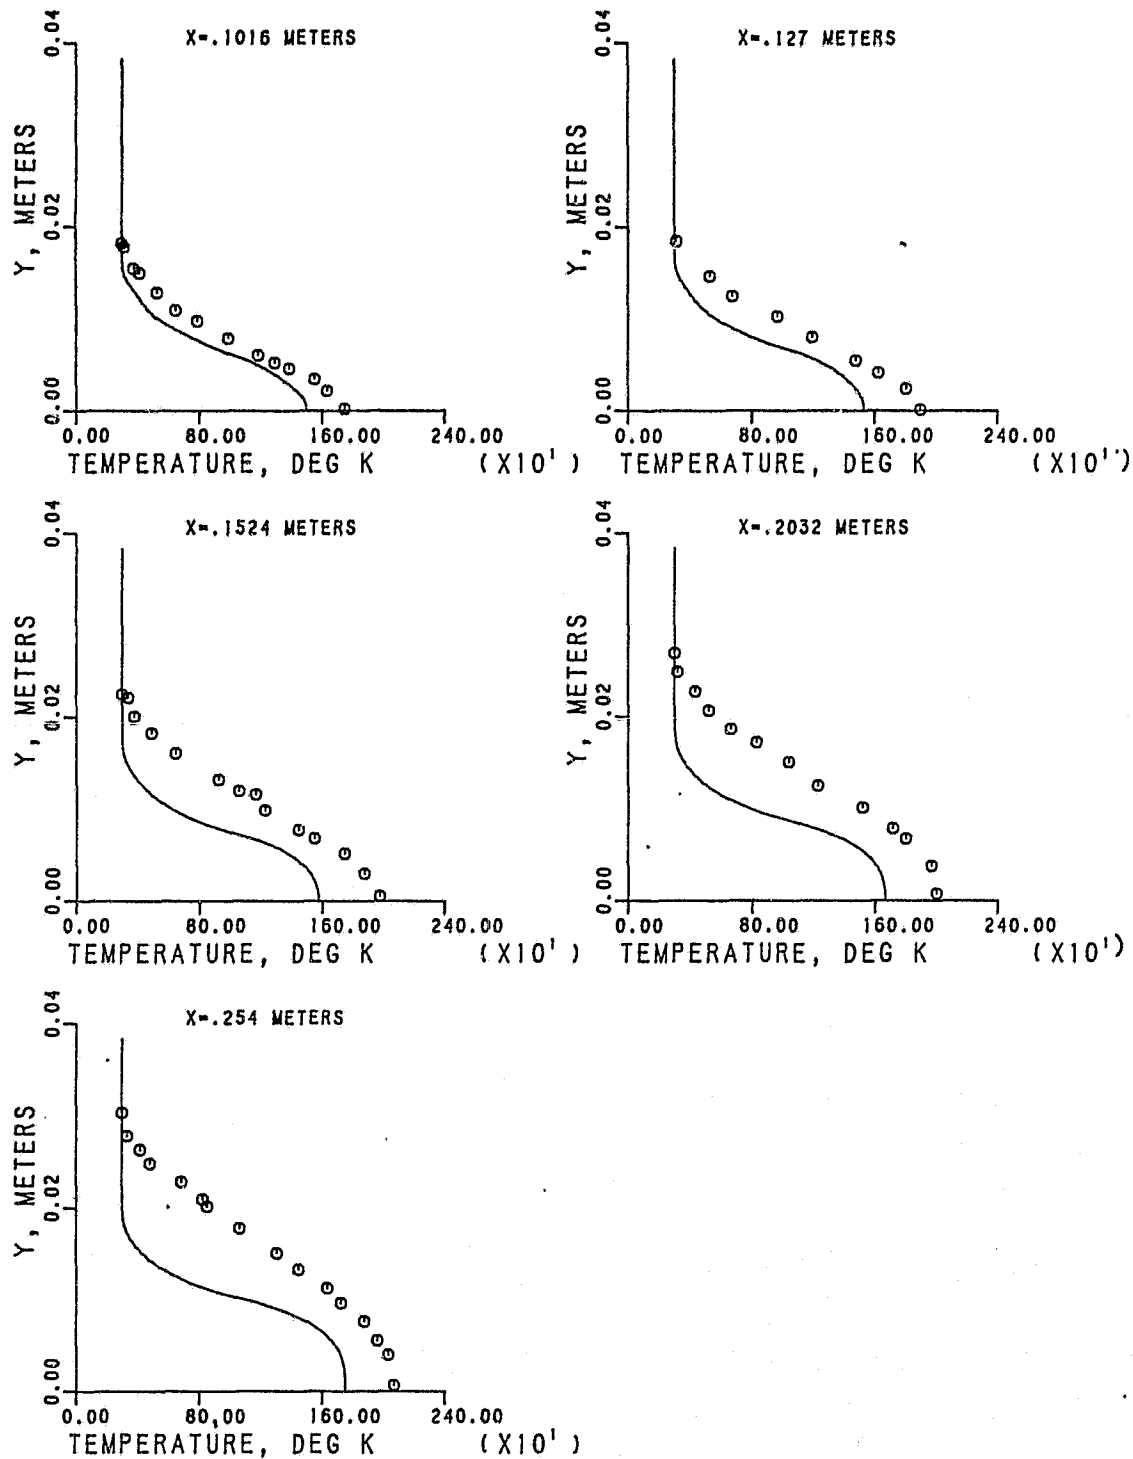 X=.1016 METERS
0.04
0.02
0.00
Y, METERS
0.00 80.00 160.00 240.00
TEMPERATURE, DEG K (X10¹)
X=.127 METERS
0.04
0.02
0.00
Y, METERS
0.00 80.00 160.00 240.00
TEMPERATURE, DEG K (X10¹)
X=.1524 METERS
0.04
0.02
0.00
Y, METERS
0.00 80.00 160.00 240.00
TEMPERATURE, DEG K (X10¹)
X=.2032 METERS
0.04
0.02
0.00
Y, METERS
0.00 80.00 160.00 240.00
TEMPERATURE, DEG K (X10¹)
X=.254 METERS
0.04
0.02
0.00
Y, METERS
0.00 80.00 160.00 240.00
TEMPERATURE, DEG K (X10¹)